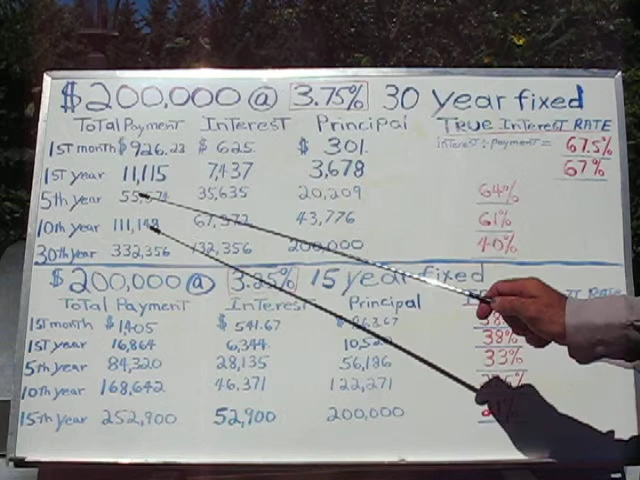 $200,000 @ 3.75% 30 year fixed
Total Payment Interest Principal TRUE Interest RATE
1st month $926.23 $625. $301. interest ÷ payment = 67.5%
1st year 11,115 7,437 3,678 67%
5th year 35,635 20,209 64%
10th year 111,148 67,372 43,776 61%
30th year 332,356 132,356 200,000 40%
$200,000 @ 3.25% 15 year fixed
Total Payment Interest Principal RATE
1st month $1405 $541.67
1st year 16,864 6,344 38%
5th year 84,320 28,135 56,186 33%
10th year 168,642 46,371 122,271
15th year 252,900 52,900 200,000 21%